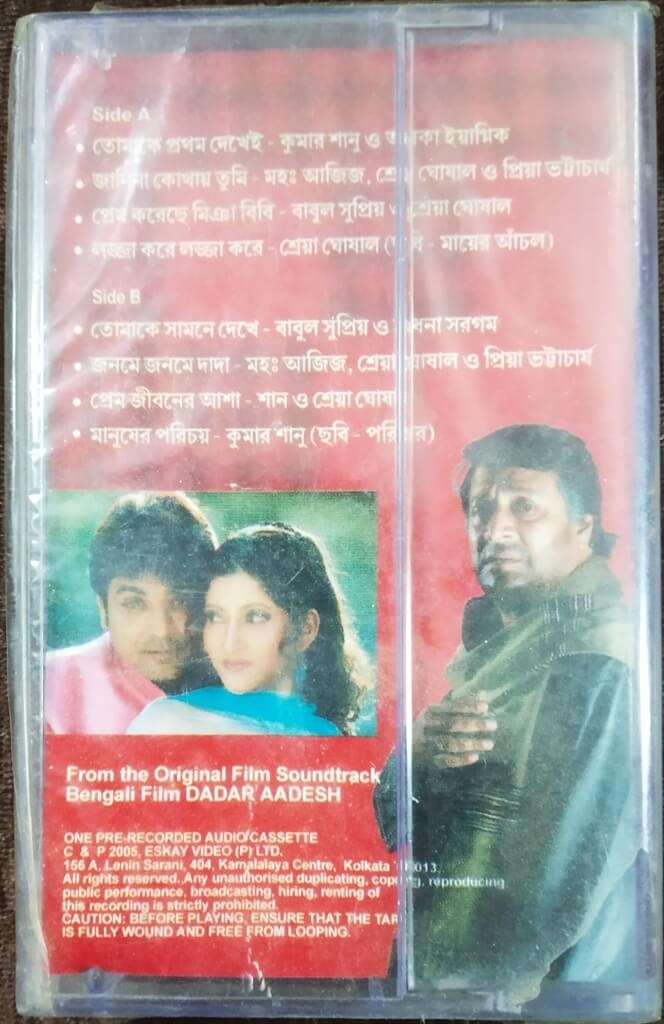 Side A
• তোমাকে প্রথম দেখেই - কুমার শানু ও ইয়াগ্নিক
• জানিনা কোথায় তুমি - মহঃ আজিজ, ঘোষাল ও প্রিয়া ভট্টাচার্য
• প্রেম করেছে মিঞা বিবি - বাবুল সুপ্রিয় শ্রেয়া ঘোষাল
• লজ্জা করে লজ্জা করে - শ্রেয়া ঘোষাল ( - মায়ের আঁচল)
Side B
• তোমাকে সামনে দেখে - বাবুল সুপ্রিয় ও সরগম
• জনমে জনমে দাদা - মহঃ আজিজ, শ্রেয়া ঘোষাল ও প্রিয়া ভট্টাচার্য
• প্রেম জীবনের আশা - শান ও শ্রেয়া
• মানুষের পরিচয় - কুমার শানু (ছবি - )
From the Original Film Soundtrack
Bengali Film DADAR AADESH
ONE PRE-RECORDED AUDIO CASSETTE
C & P 2005, ESKAY VIDEO (P) LTD.
156 A, Lenin Sarani, 404, Kamalalaya Centre, Kolkata
All rights reserved. Any unauthorised duplicating, reproducing
public performance, broadcasting, hiring, renting of
this recording is strictly prohibited.
CAUTION: BEFORE PLAYING, ENSURE THAT THE
IS FULLY WOUND AND FREE FROM LOOPING.